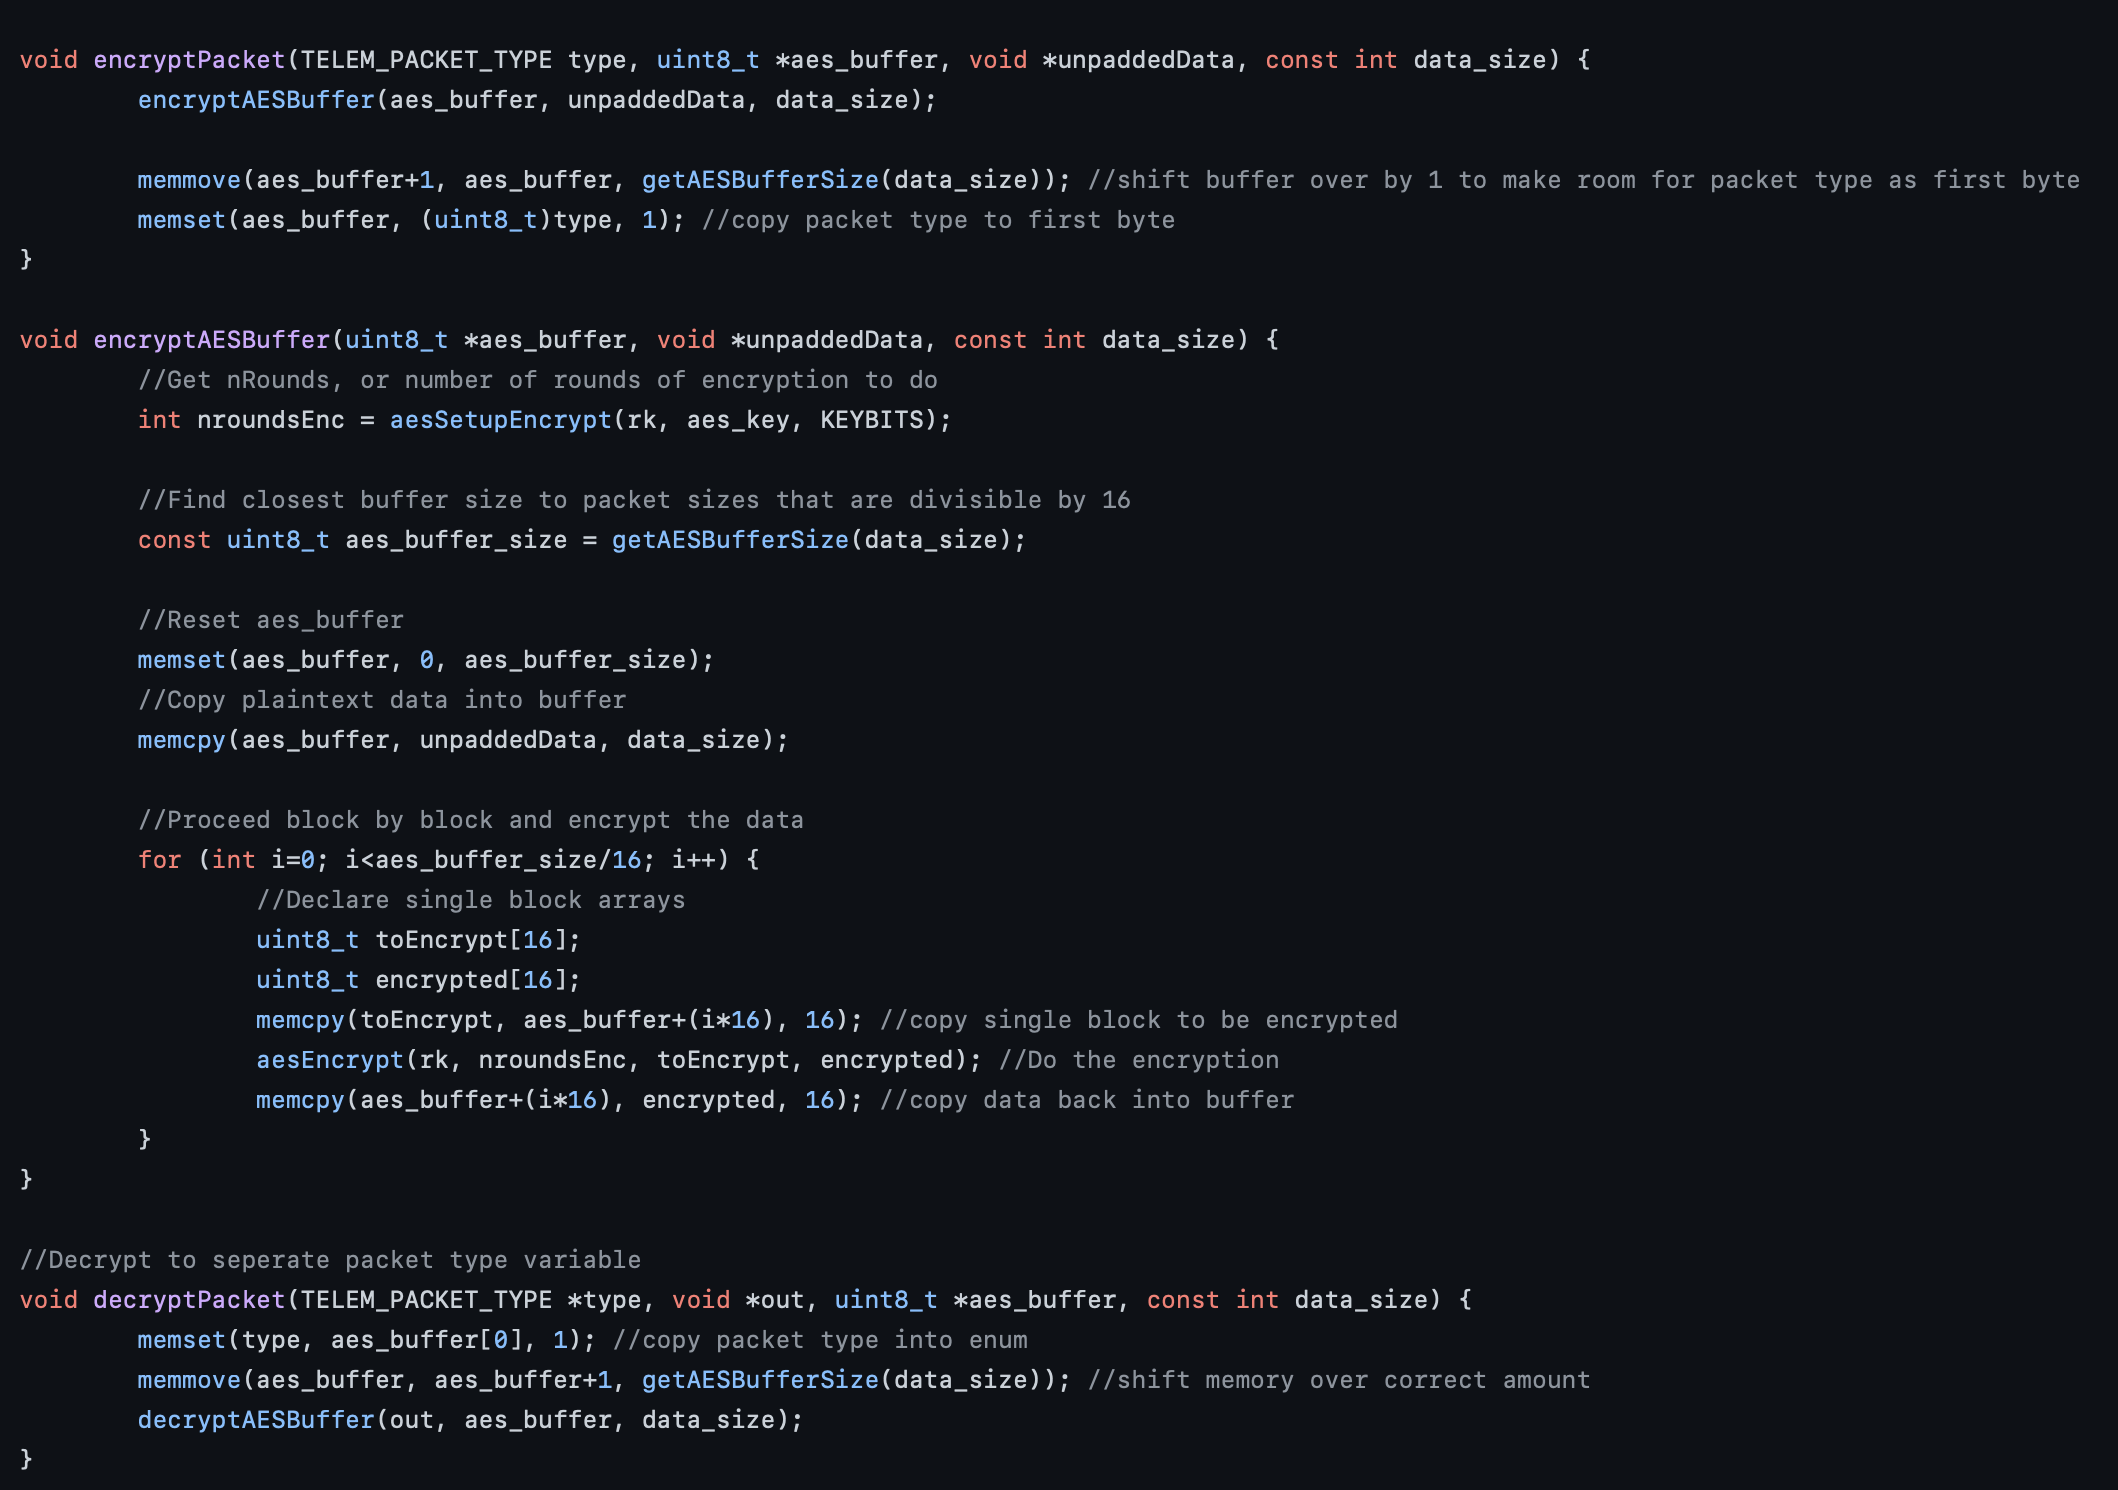 void encryptPacket(TELEM_PACKET_TYPE type, uint8_t *aes_buffer, void *unpaddedData, const int data_size) {
        encryptAESBuffer(aes_buffer, unpaddedData, data_size);

        memmove(aes_buffer+1, aes_buffer, getAESBufferSize(data_size)); //shift buffer over by 1 to make room for packet type as first byte
        memset(aes_buffer, (uint8_t)type, 1); //copy packet type to first byte
}

void encryptAESBuffer(uint8_t *aes_buffer, void *unpaddedData, const int data_size) {
        //Get nRounds, or number of rounds of encryption to do
        int nroundsEnc = aesSetupEncrypt(rk, aes_key, KEYBITS);

        //Find closest buffer size to packet sizes that are divisible by 16
        const uint8_t aes_buffer_size = getAESBufferSize(data_size);

        //Reset aes_buffer
        memset(aes_buffer, 0, aes_buffer_size);
        //Copy plaintext data into buffer
        memcpy(aes_buffer, unpaddedData, data_size);

        //Proceed block by block and encrypt the data
        for (int i=0; i<aes_buffer_size/16; i++) {
                //Declare single block arrays
                uint8_t toEncrypt[16];
                uint8_t encrypted[16];
                memcpy(toEncrypt, aes_buffer+(i*16), 16); //copy single block to be encrypted
                aesEncrypt(rk, nroundsEnc, toEncrypt, encrypted); //Do the encryption
                memcpy(aes_buffer+(i*16), encrypted, 16); //copy data back into buffer
        }
}

//Decrypt to seperate packet type variable
void decryptPacket(TELEM_PACKET_TYPE *type, void *out, uint8_t *aes_buffer, const int data_size) {
        memset(type, aes_buffer[0], 1); //copy packet type into enum
        memmove(aes_buffer, aes_buffer+1, getAESBufferSize(data_size)); //shift memory over correct amount
        decryptAESBuffer(out, aes_buffer, data_size);
}